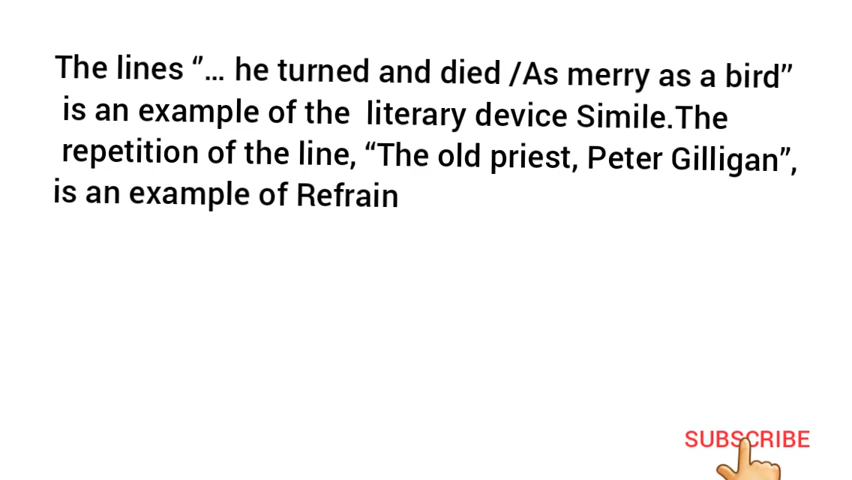 The lines “... he turned and died /As merry as a bird”
is an example of the  literary device Simile.The
repetition of the line, “The old priest, Peter Gilligan”,
is an example of Refrain
SUBSCRIBE